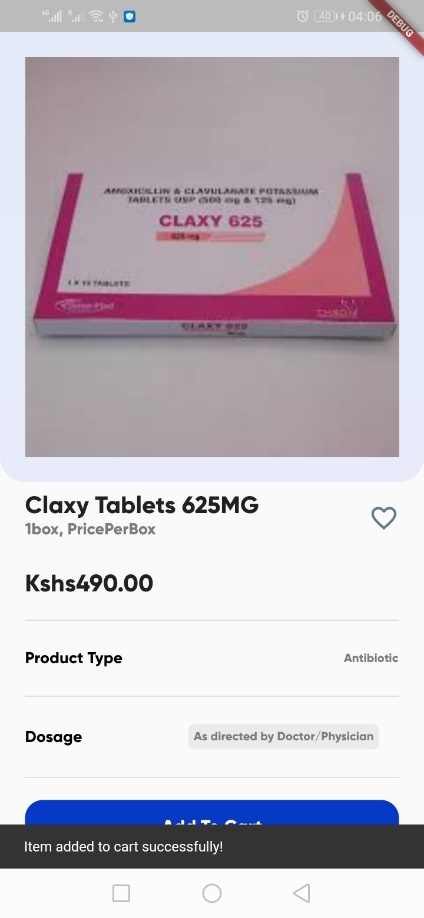 40
04:06
DEBUG
AMOXICILLIN & CLAVULANATE POTASSIUM
TABLETS USP (500 mg & 125 mg)
CLAXY 625
625 mg
1 X 10 TABLETS
CLAXY 625
Claxy Tablets 625MG
1box, PricePerBox
Kshs490.00
Product Type
Antibiotic
Dosage
As directed by Doctor/Physician
Add To Cart
Item added to cart successfully!